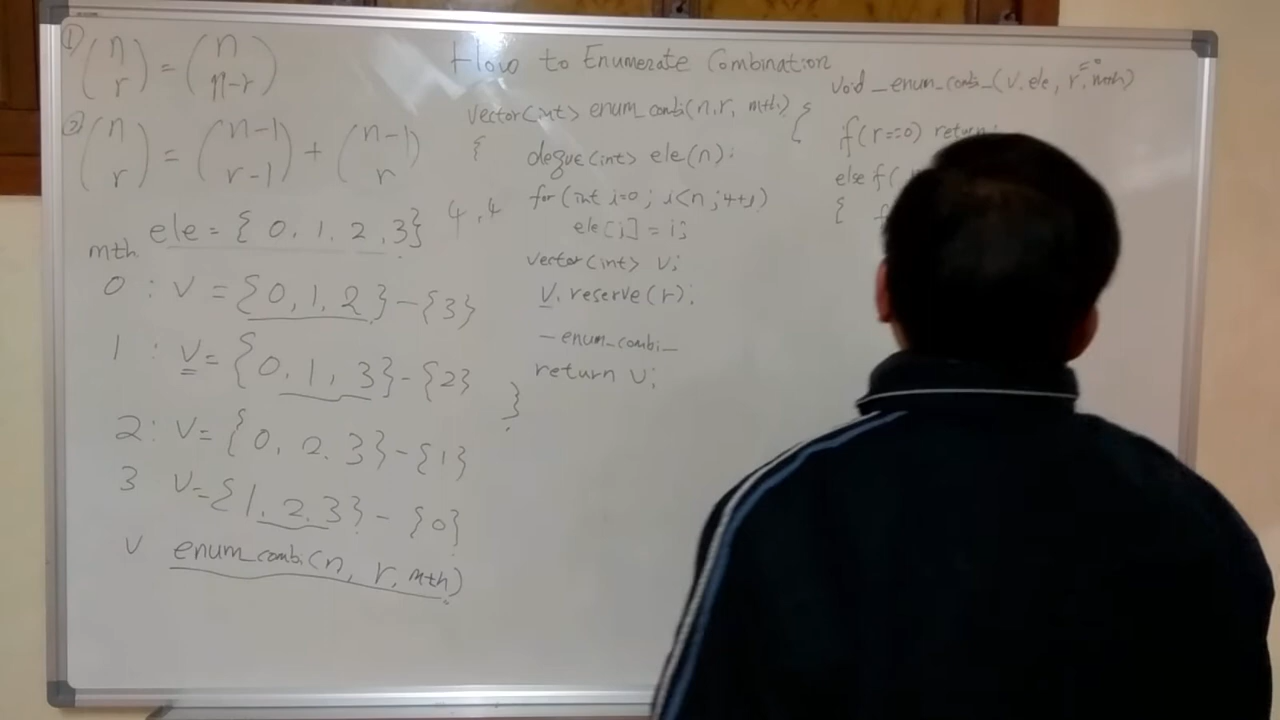 How to Enumerate Combination
① (n r) = (n n-r)
② (n r) = (n-1 r-1) + (n-1 r)
ele = { 0, 1, 2, 3} 4, 4
mth
0 : v = {0, 1, 2} - {3}
1 : v = {0, 1, 3} - {2}
2 : v = {0, 2, 3} - {1}
3 v = {1, 2, 3} - {0}
v enum_combi(n, r, mth)
vector<int> enum_combi(n, r, mth)
{
deque<int> ele(n);
for (int i=0; i<n; ++i)
ele[i] = i;
vector<int> v;
v.reserve(r);
_enum_combi_
return v;
}
void _enum_combi_(v, ele, r, mth)
=0
{
if(r==0) return
else if(
{